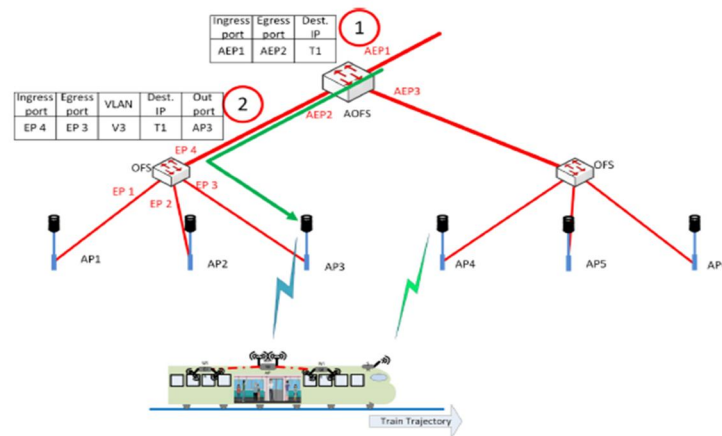 Ingress port | Egress port | Dest. IP
AEP1 | AEP2 | T1
1
AEP1
AEP2
AEP3
AOFS
Ingress port | Egress port | VLAN | Dest. IP | Out port
EP 4 | EP 3 | V3 | T1 | AP3
2
EP 4
OFS
EP 1
EP 2
EP 3
OFS
AP1
AP2
AP3
AP4
AP5
Train Trajectory